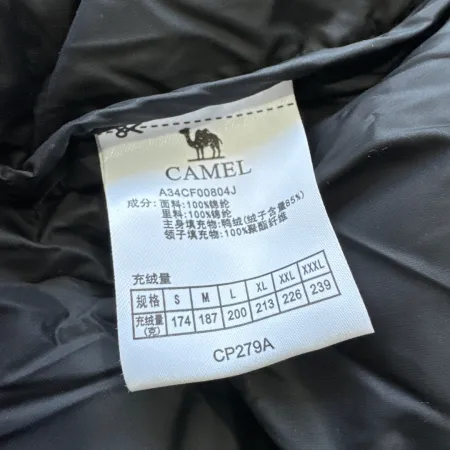 CAMEL
A34CF00804J
成分: 面料:100%锦纶
里料:100%锦纶
主身填充物: 鸭绒(绒子含量85%)
领子填充物:100%聚酯纤维
充绒量
规格 S M L XL XXL XXXL
充绒量(克) 174 187 200 213 226 239
CP279A